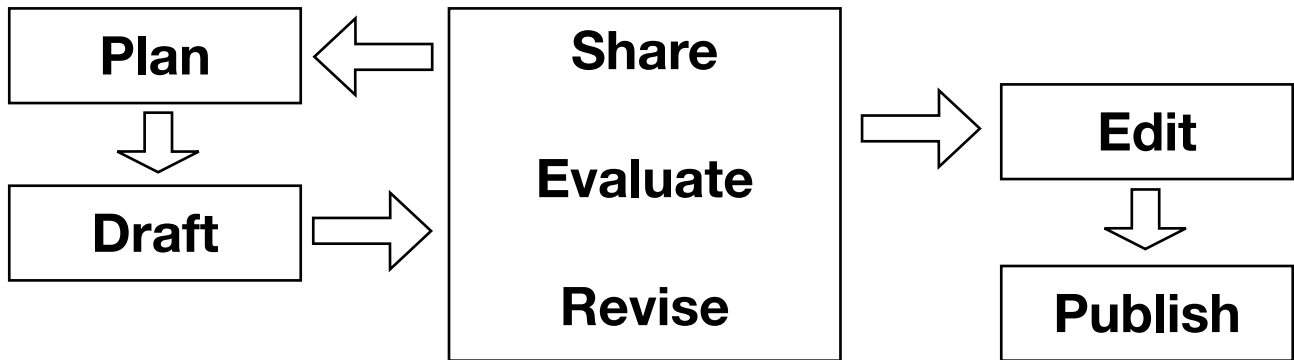 Plan
Draft
Share
Evaluate
Revise
Edit
Publish